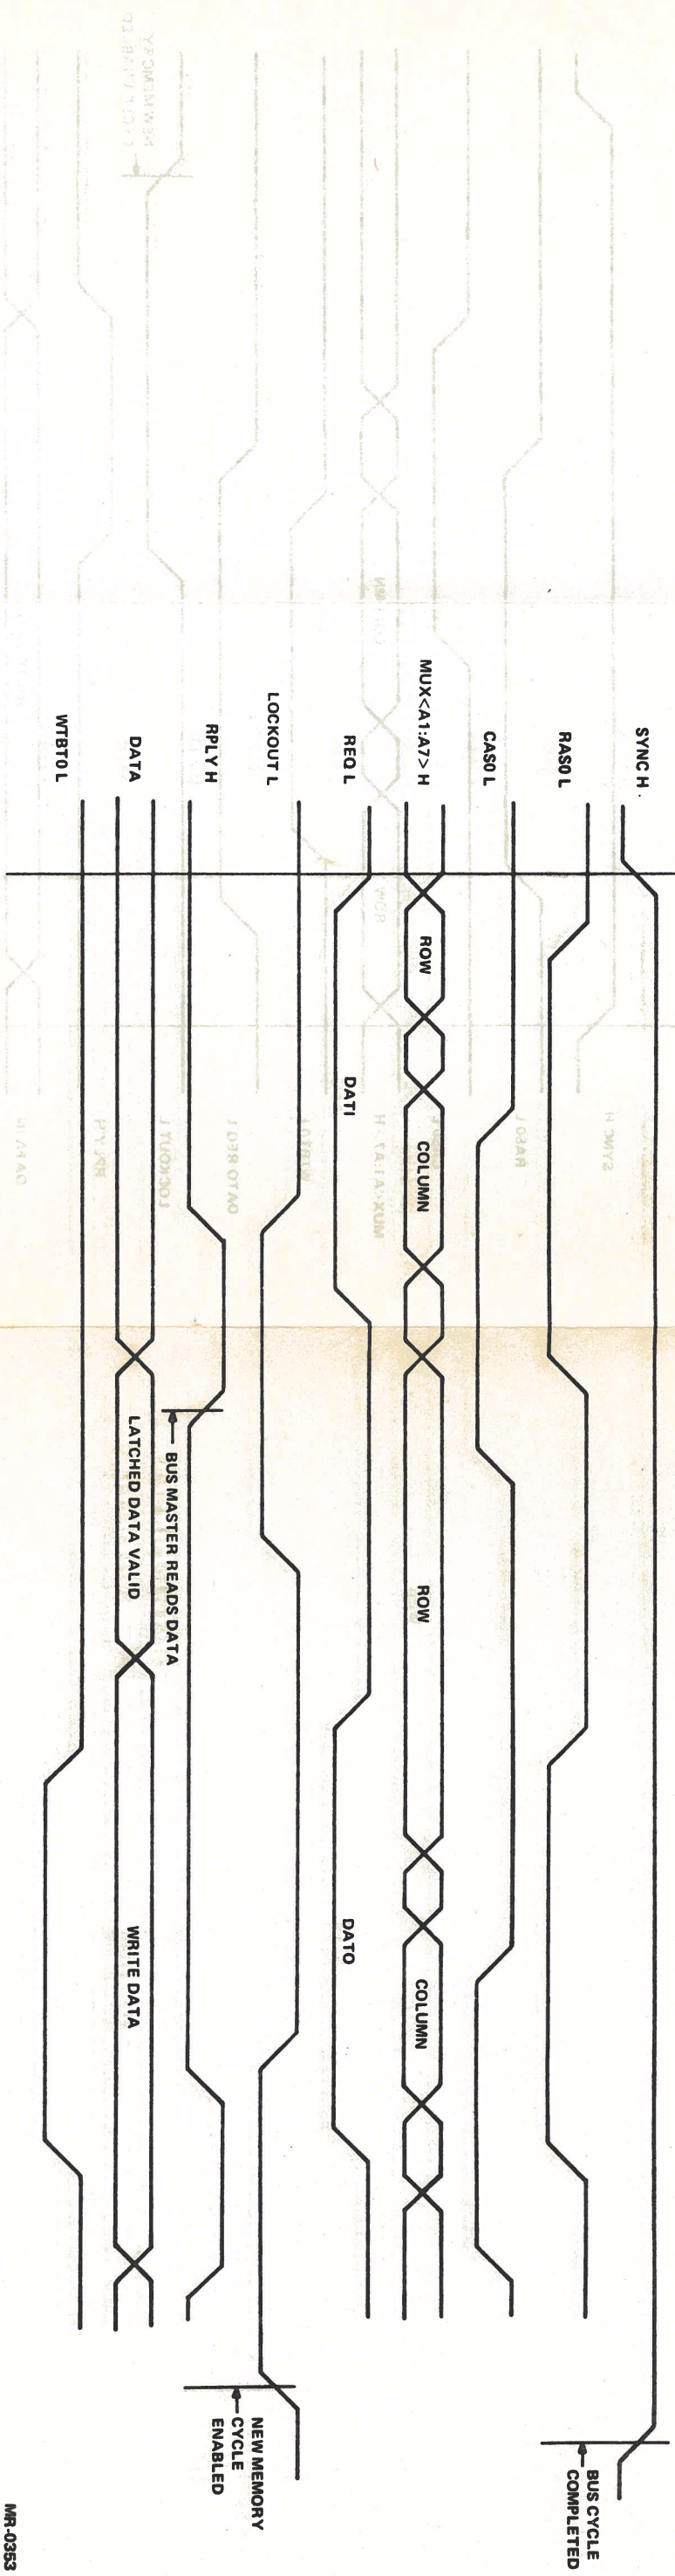 SYNC H
RAS0 L
CAS0 L
MUX<A1:A7> H
ROW
COLUMN
ROW
COLUMN
REQ L
DATI
DATO
LOCKOUT L
RPLY H
BUS MASTER READS DATA
DATA
LATCHED DATA VALID
WRITE DATA
WTBT0 L
BUS CYCLE
COMPLETED
NEW MEMORY
CYCLE
ENABLED
MR-0353